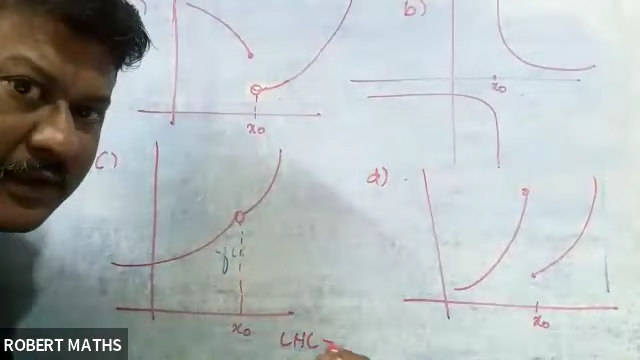 b)
x0
x0
c)
d)
x0
x0
LHL =
ROBERT MATHS